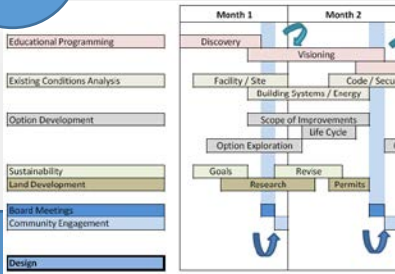 Month 1 Month 2
Educational Programming Discovery
Visioning
Existing Conditions Analysis Facility / Site Code / Secu
Building Systems / Energy
Option Development Scope of Improvements
Life Cycle
Option Exploration
Sustainability Goals Revise
Land Development Research Permits
Board Meetings
Community Engagement
Design